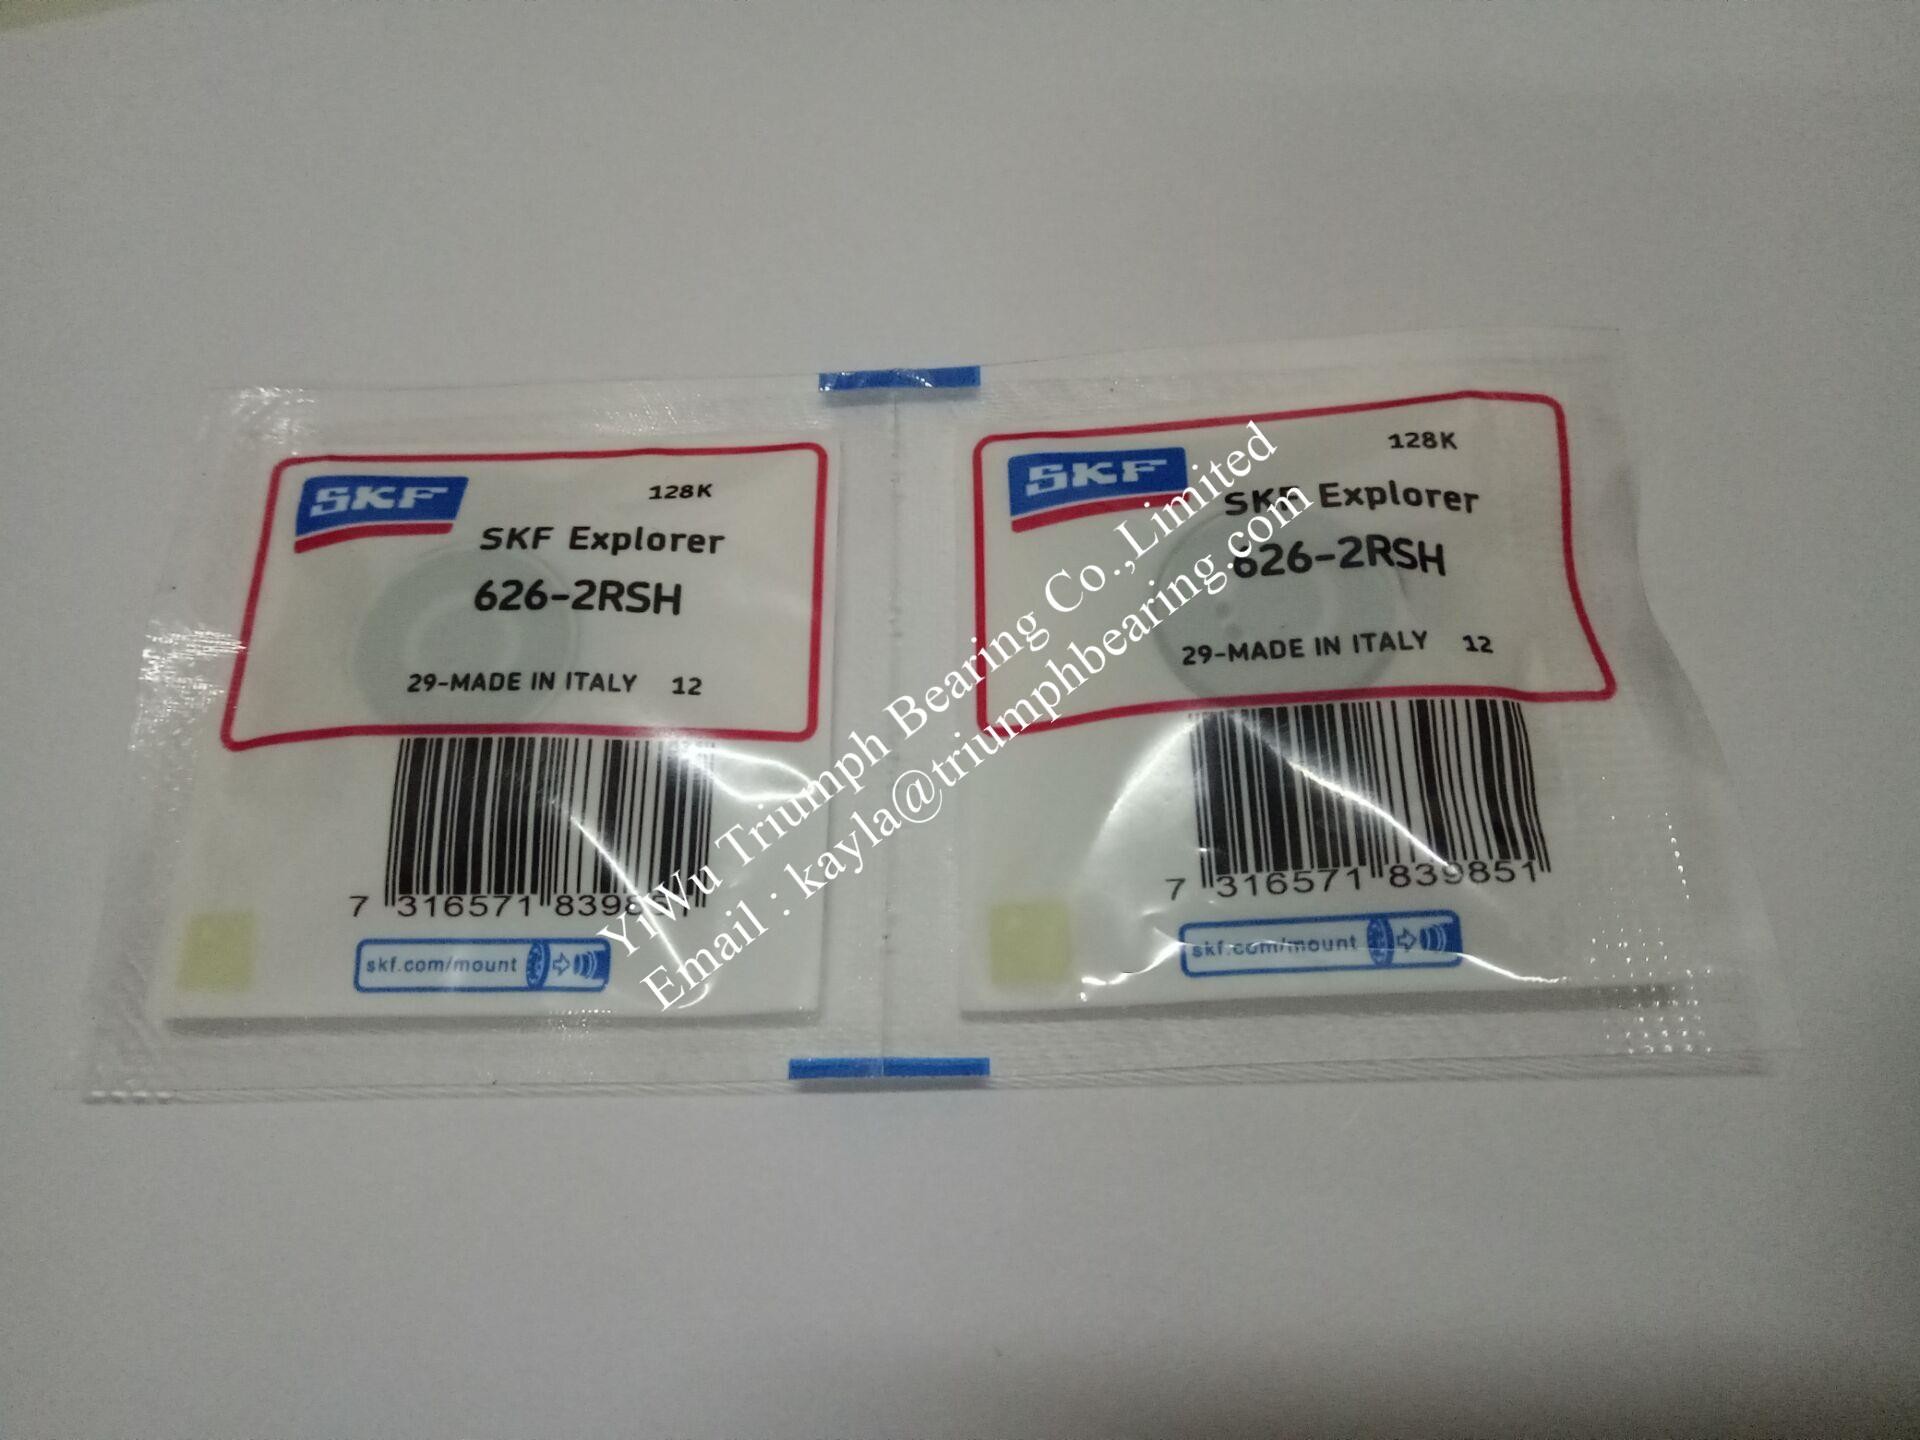 SKF
128K
SKF Explorer
626-2RSH
29-MADE IN ITALY 12
7 316571 839851
skf.com/mount
SKF
128K
SKF Explorer
626-2RSH
29-MADE IN ITALY 12
7 316571 839851
skf.com/mount
YiWu Triumph Bearing Co.,Limited
Email : kayla@triumphbearing.com